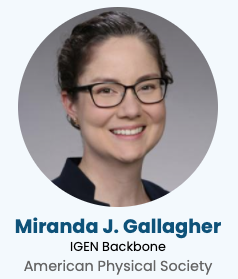 Miranda J. Gallagher
IGEN Backbone
American Physical Society